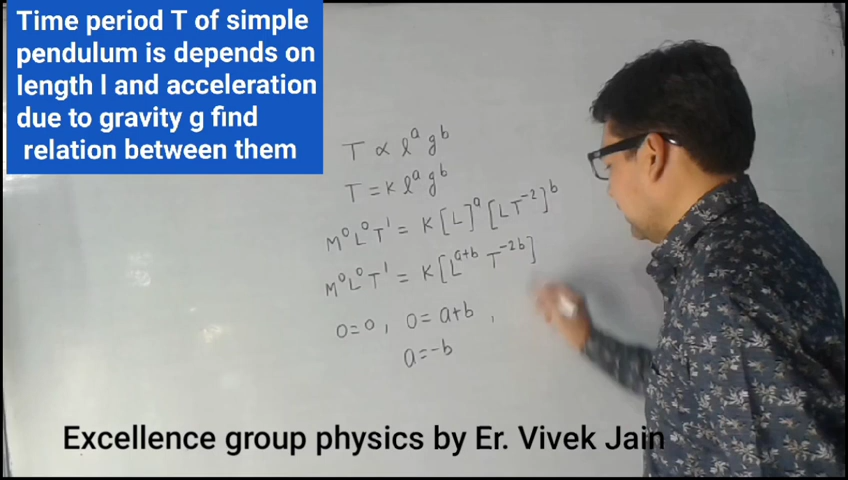 Time period T of simple
pendulum is depends on
length l and acceleration
due to gravity g find
relation between them
T ∝ l^a g^b
T = K l^a g^b
M^0 L^0 T^1 = K [L]^a [LT^-2]^b
M^0 L^0 T^1 = K [L^a+b T^-2b]
0=0, 0=a+b,
a=-b
Excellence group physics by Er. Vivek Jain